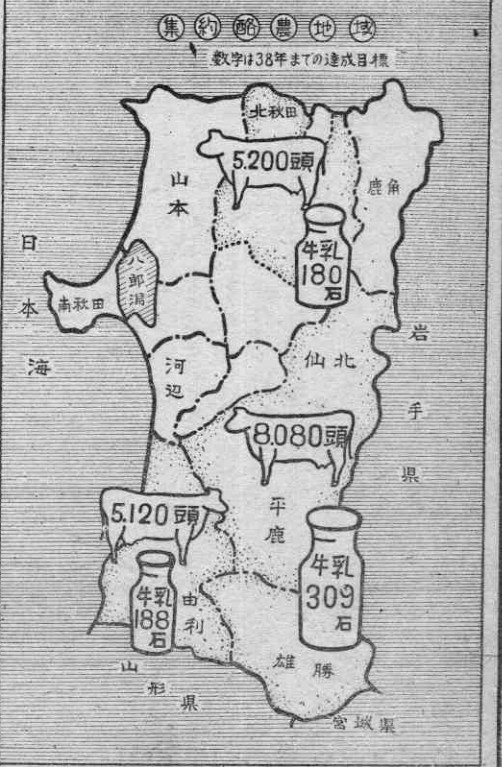 集約酪農地域
数字は38年までの達成目標
北秋田
5.200頭
山本
鹿角
牛乳
180
石
日本海
八郎潟
南秋田
岩手県
河辺
仙北
8.080頭
平鹿
5.120頭
牛乳
309
石
牛乳
188
石
由利
雄勝
山形県
宮城県